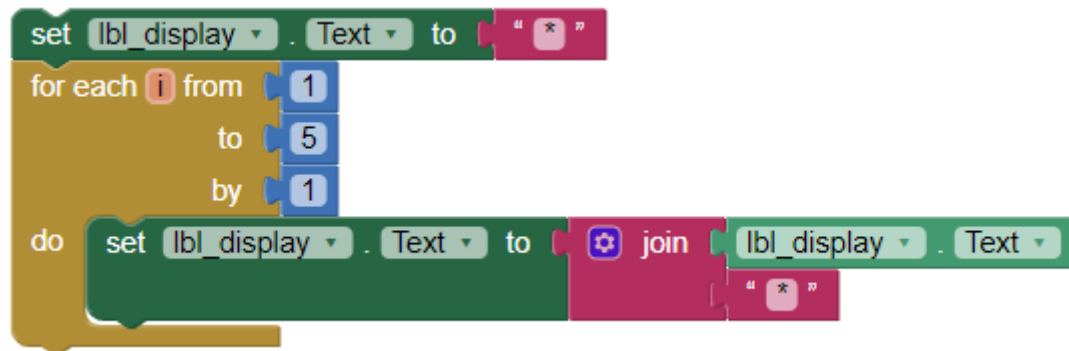 set lbl_display . Text to " * "
for each i from 1
to 5
by 1
do set lbl_display . Text to join lbl_display . Text
" * "